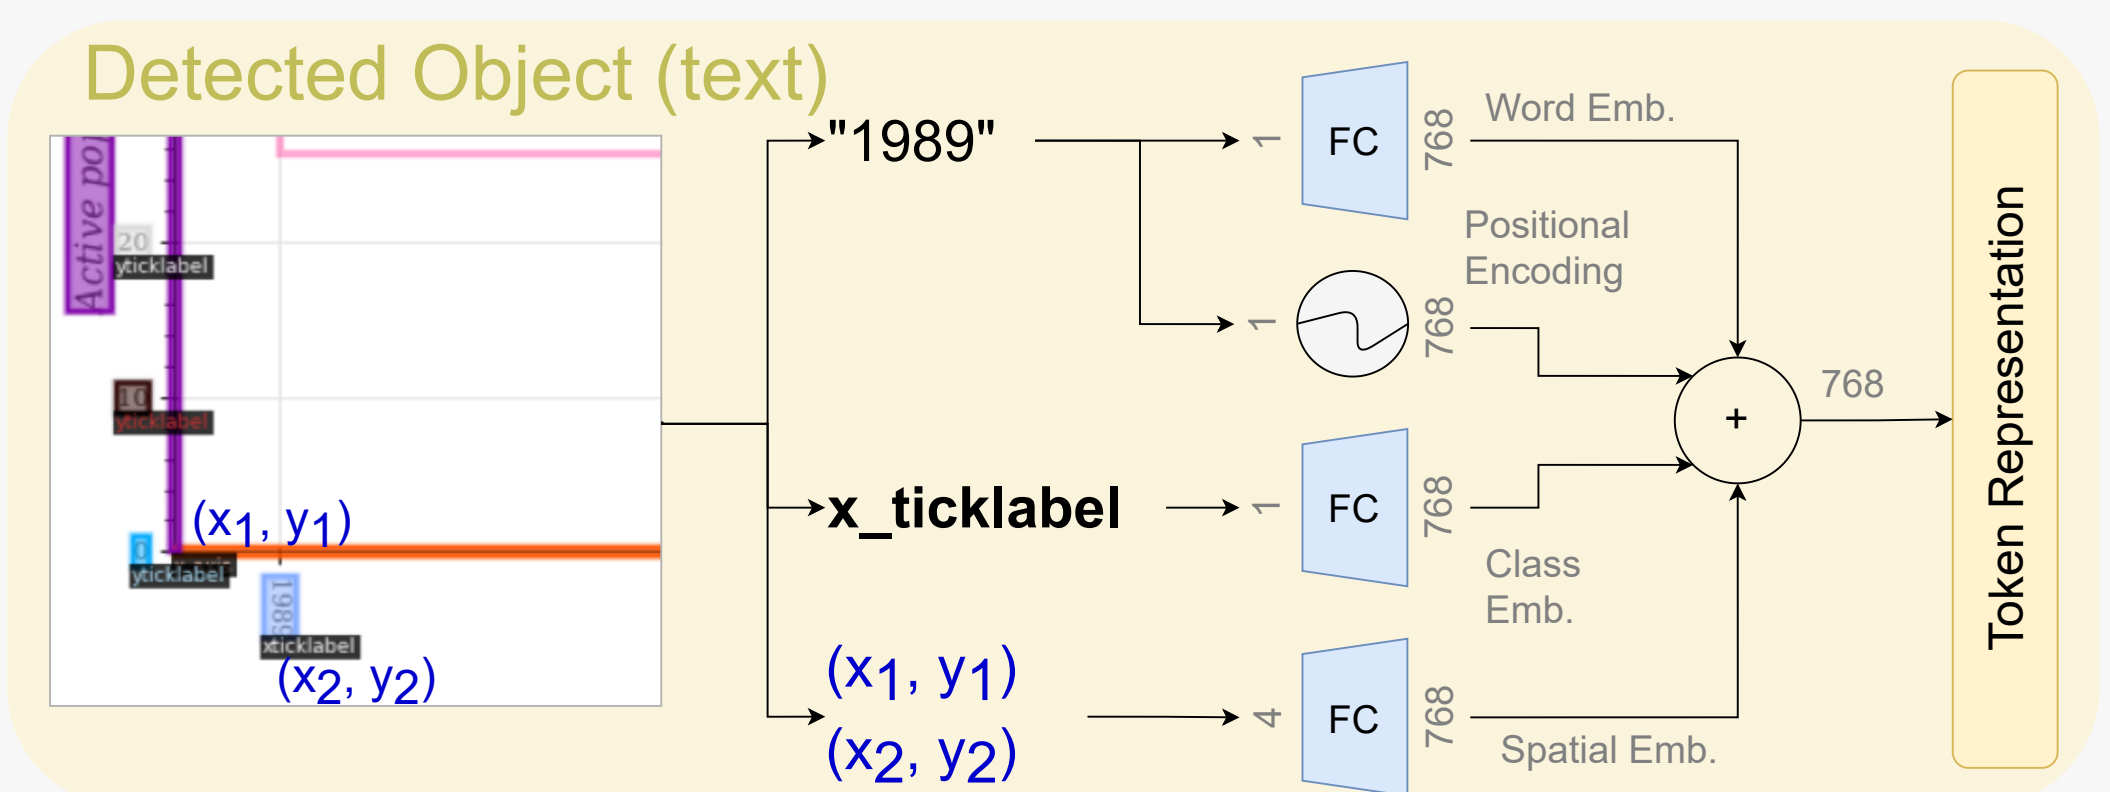 Detected Object (text)
Active
20
yticklabel
10
yticklabel
(x1, y1)
0
yticklabel
1989
xticklabel
(x2, y2)
"1989"
1
FC
768
Word Emb.
Positional
Encoding
1
768
x_ticklabel
1
FC
768
Class
Emb.
(x1, y1)
(x2, y2)
4
FC
768
Spatial Emb.
+
768
Token Representation